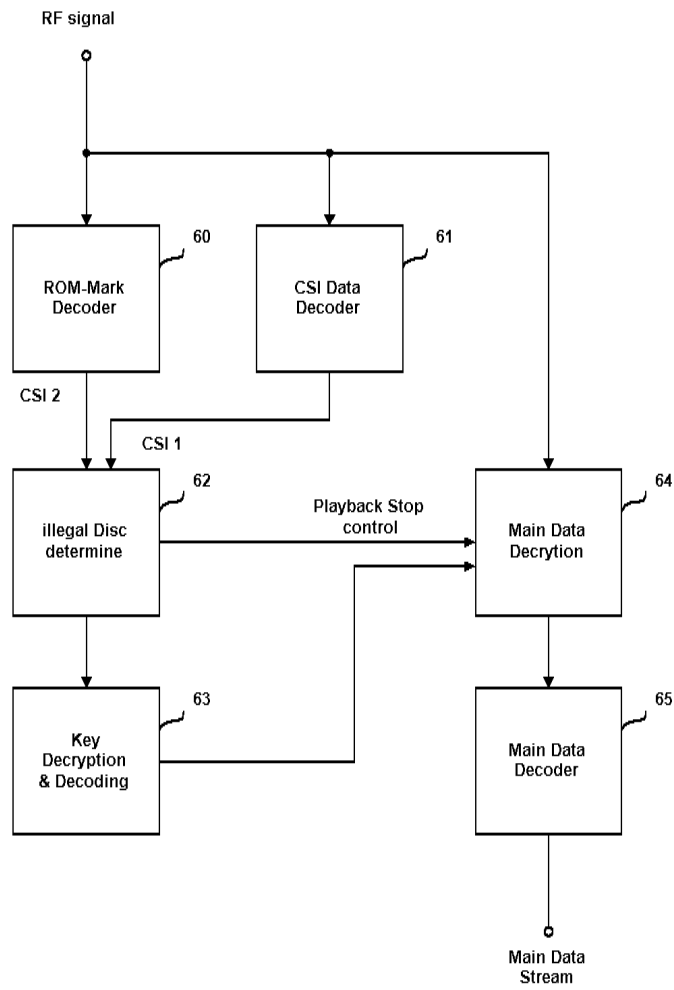 RF signal
60
61
ROM-Mark
Decoder
CSI Data
Decoder
CSI 2
CSI 1
62
64
illegal Disc
determine
Playback Stop
control
Main Data
Decrytion
63
65
Key
Decryption
& Decoding
Main Data
Decoder
Main Data
Stream